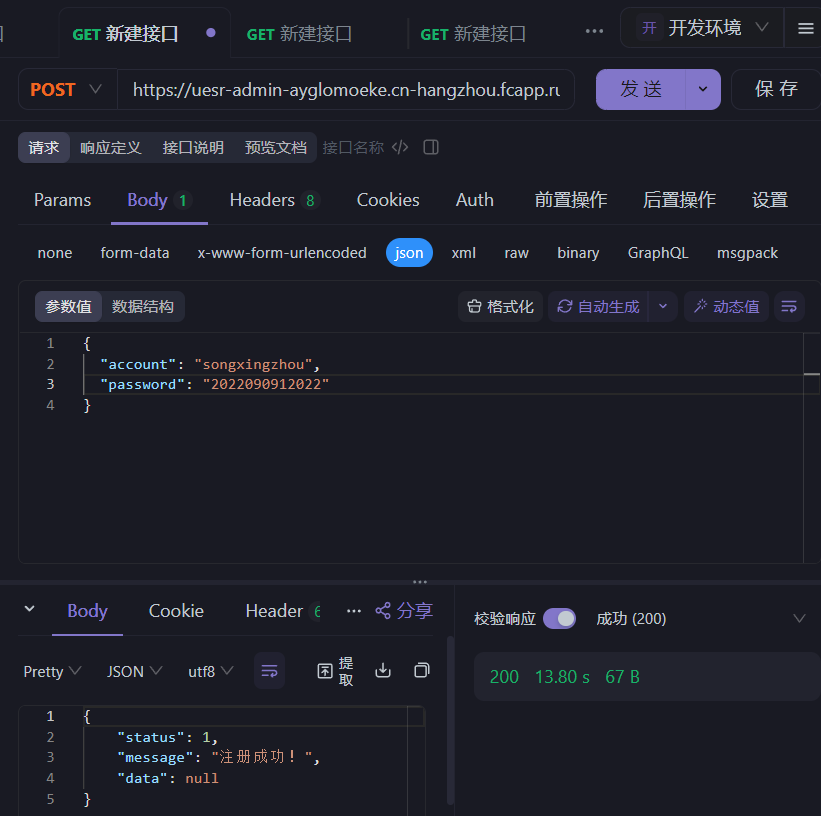 GET 新建接口 GET 新建接口 GET 新建接口 ··· 开 开发环境
POST https://uesr-admin-ayglomoeke.cn-hangzhou.fcapp.ru 发 送 保 存
请求 响应定义 接口说明 预览文档 接口名称 </>
Params Body 1 Headers 8 Cookies Auth 前置操作 后置操作 设置
none form-data x-www-form-urlencoded json xml raw binary GraphQL msgpack
参数值 数据结构 格式化 自动生成 动态值
1 {
2 "account": "songxingzhou",
3 "password": "2022090912022"
4 }
Body Cookie Header 6 ··· 分享 校验响应 成功 (200)
Pretty JSON utf8 提取 200 13.80 s 67 B
1 {
2 "status": 1,
3 "message": "注册成功！",
4 "data": null
5 }